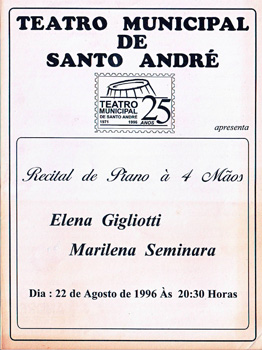 TEATRO MUNICIPAL
DE
SANTO ANDRÉ
TEATRO
MUNICIPAL
DE SANTO ANDRÉ
1971 1996
25
ANOS
apresenta
Recital de Piano à 4 Mãos
Elena Gigliotti
Marilena Seminara
Dia : 22 de Agosto de 1996 Às 20:30 Horas